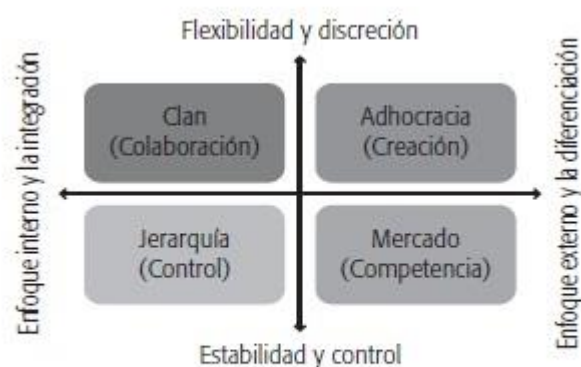 Flexibilidad y discreción
Enfoque interno y la integración
Clan
(Colaboración)
Adhocracia
(Creación)
Enfoque externo y la diferenciación
Jerarquía
(Control)
Mercado
(Competencia)
Estabilidad y control